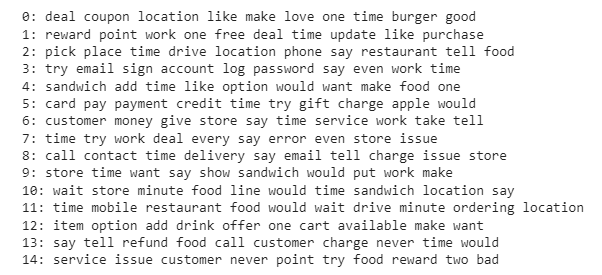 0: deal coupon location like make love one time burger good
1: reward point work one free deal time update like purchase
2: pick place time drive location phone say restaurant tell food
3: try email sign account log password say even work time
4: sandwich add time like option would want make food one
5: card pay payment credit time try gift charge apple would
6: customer money give store say time service work take tell
7: time try work deal every say error even store issue
8: call contact time delivery say email tell charge issue store
9: store time want say show sandwich would put work make
10: wait store minute food line would time sandwich location say
11: time mobile restaurant food would wait drive minute ordering location
12: item option add drink offer one cart available make want
13: say tell refund food call customer charge never time would
14: service issue customer never point try food reward two bad